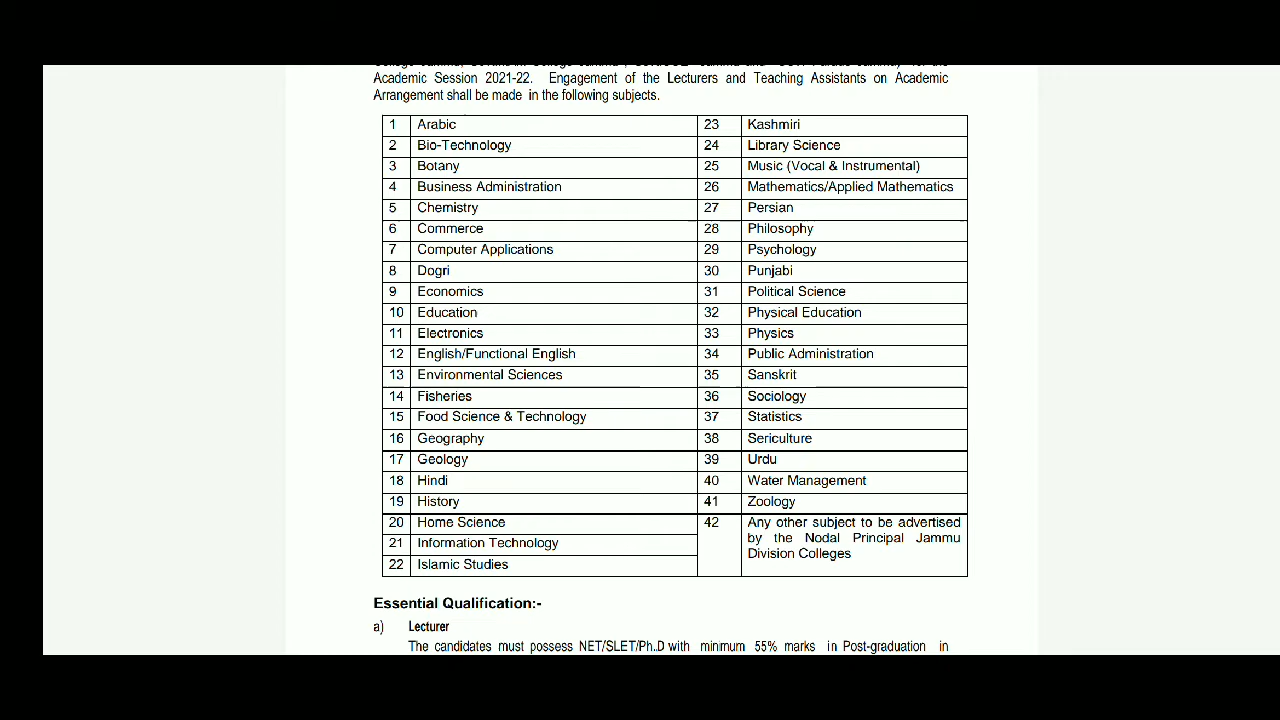 Academic Session 2021-22. Engagement of the Lecturers and Teaching Assistants on Academic
Arrangement shall be made in the following subjects.
1 Arabic 23 Kashmiri
2 Bio-Technology 24 Library Science
3 Botany 25 Music (Vocal & Instrumental)
4 Business Administration 26 Mathematics/Applied Mathematics
5 Chemistry 27 Persian
6 Commerce 28 Philosophy
7 Computer Applications 29 Psychology
8 Dogri 30 Punjabi
9 Economics 31 Political Science
10 Education 32 Physical Education
11 Electronics 33 Physics
12 English/Functional English 34 Public Administration
13 Environmental Sciences 35 Sanskrit
14 Fisheries 36 Sociology
15 Food Science & Technology 37 Statistics
16 Geography 38 Sericulture
17 Geology 39 Urdu
18 Hindi 40 Water Management
19 History 41 Zoology
20 Home Science 42 Any other subject to be advertised
by the Nodal Principal Jammu
21 Information Technology Division Colleges
22 Islamic Studies
Essential Qualification:-
a) Lecturer
The candidates must possess NET/SLET/Ph.D with minimum 55% marks in Post-graduation in